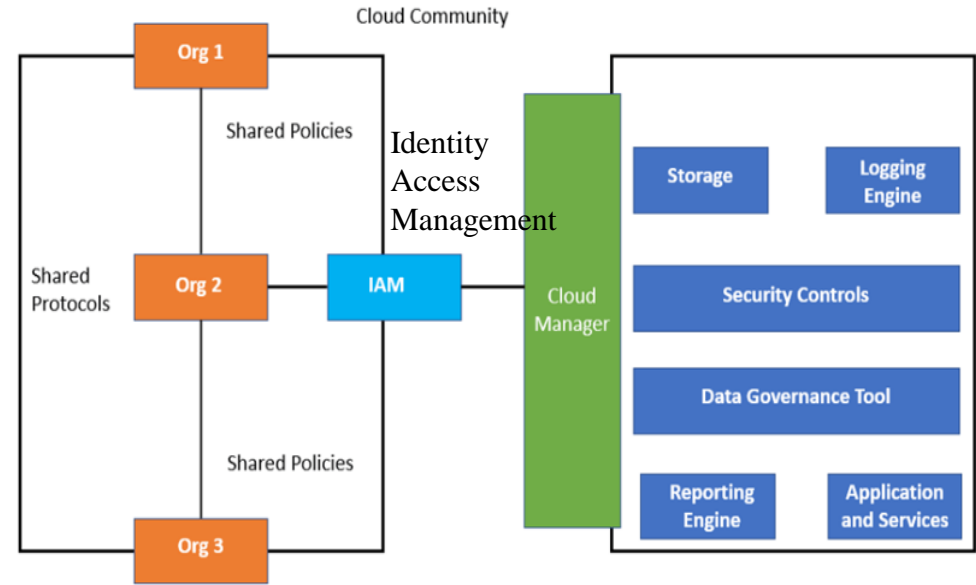 Cloud Community
Org 1
Shared Policies
Identity
Access
Management
Storage
Logging
Engine
Shared
Protocols
Org 2
IAM
Cloud
Manager
Security Controls
Data Governance Tool
Shared Policies
Reporting
Engine
Application
and Services
Org 3